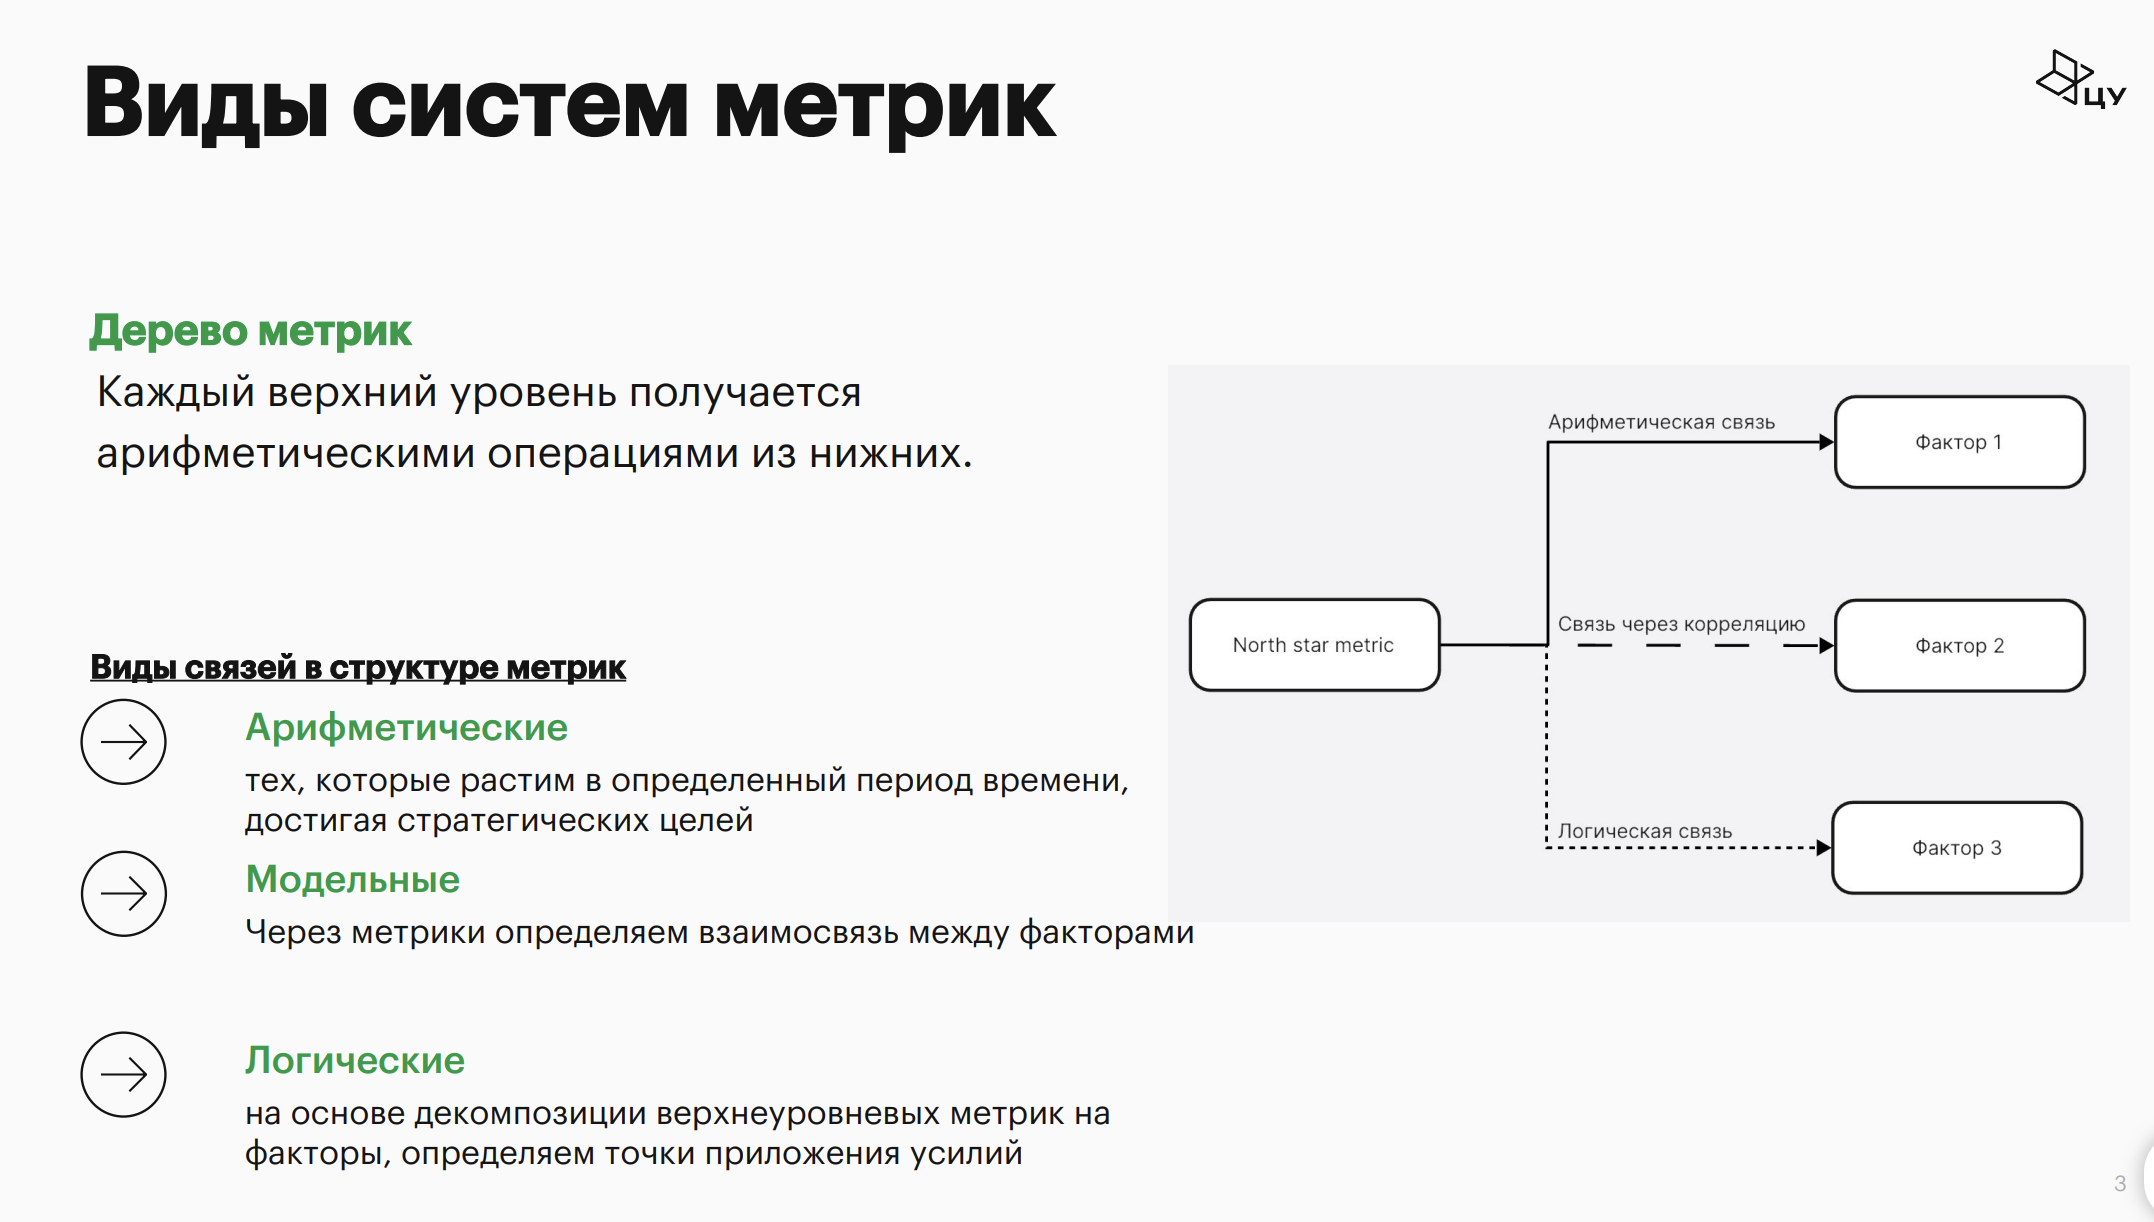 Виды систем метрик
ЦУ
Дерево метрик
Каждый верхний уровень получается
арифметическими операциями из нижних.
Виды связей в структуре метрик
Арифметические
тех, которые растим в определенный период времени,
достигая стратегических целей
Модельные
Через метрики определяем взаимосвязь между факторами
Логические
на основе декомпозиции верхнеуровневых метрик на
факторы, определяем точки приложения усилий
North star metric
Арифметическая связь
Фактор 1
Связь через корреляцию
Фактор 2
Логическая связь
Фактор 3
3